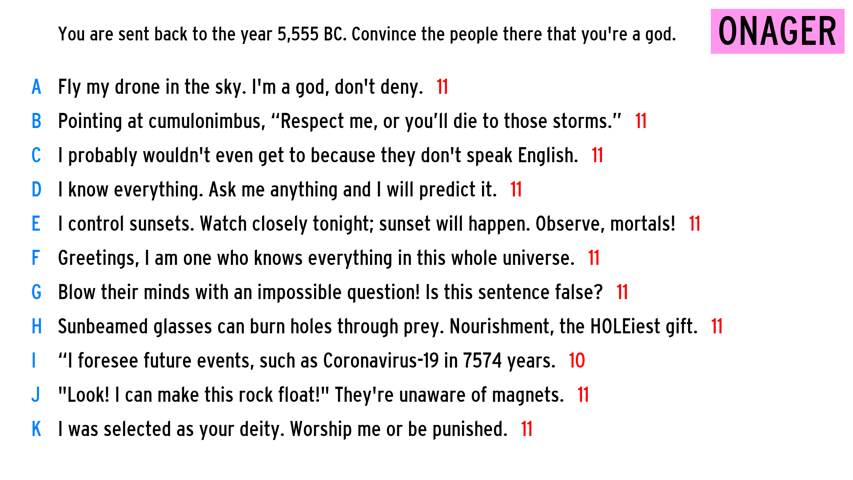 You are sent back to the year 5,555 BC. Convince the people there that you're a god.
ONAGER
A Fly my drone in the sky. I'm a god, don't deny. 11
B Pointing at cumulonimbus, “Respect me, or you’ll die to those storms.” 11
C I probably wouldn't even get to because they don't speak English. 11
D I know everything. Ask me anything and I will predict it. 11
E I control sunsets. Watch closely tonight; sunset will happen. Observe, mortals! 11
F Greetings, I am one who knows everything in this whole universe. 11
G Blow their minds with an impossible question! Is this sentence false? 11
H Sunbeamed glasses can burn holes through prey. Nourishment, the HOLEiest gift. 11
I “I foresee future events, such as Coronavirus-19 in 7574 years. 10
J "Look! I can make this rock float!" They're unaware of magnets. 11
K I was selected as your deity. Worship me or be punished. 11